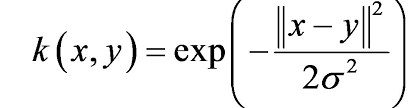 k(x, y) = exp(-‖x - y‖² / 2σ²)